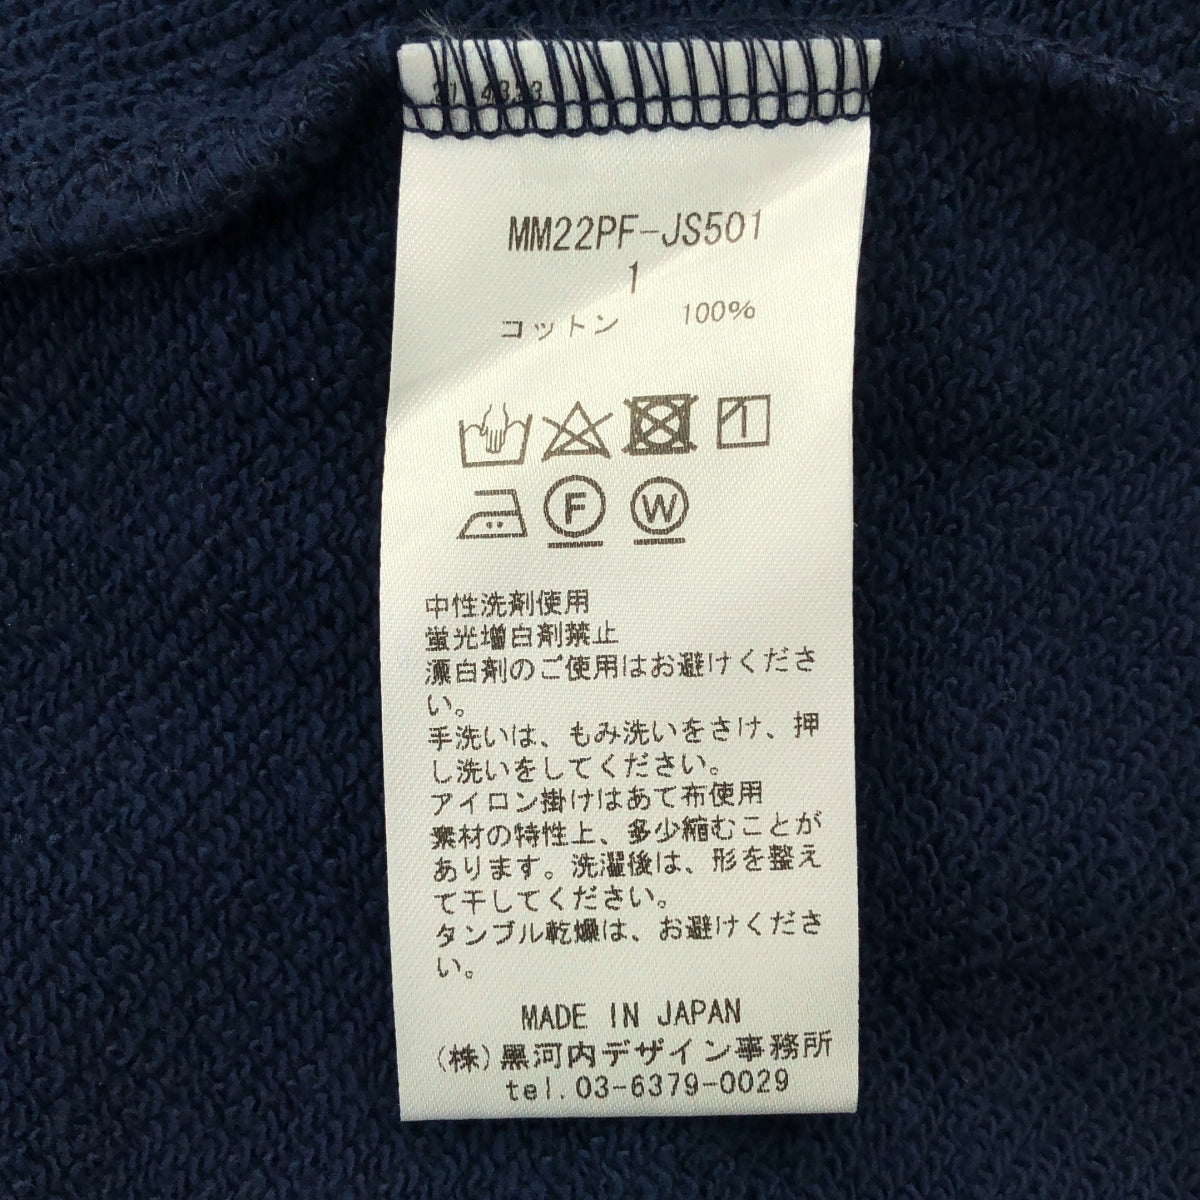 MM22PF-JS501
1
コットン 100%
F W
中性洗剤使用
蛍光増白剤禁止
漂白剤のご使用はお避けくださ
い。
手洗いは、もみ洗いをさけ、押
し洗いをしてください。
アイロン掛けはあて布使用
素材の特性上、多少縮むことが
あります。洗濯後は、形を整え
て干してください。
タンブル乾燥は、お避けくださ
い。
MADE IN JAPAN
(株)黒河内デザイン事務所
tel.03-6379-0029